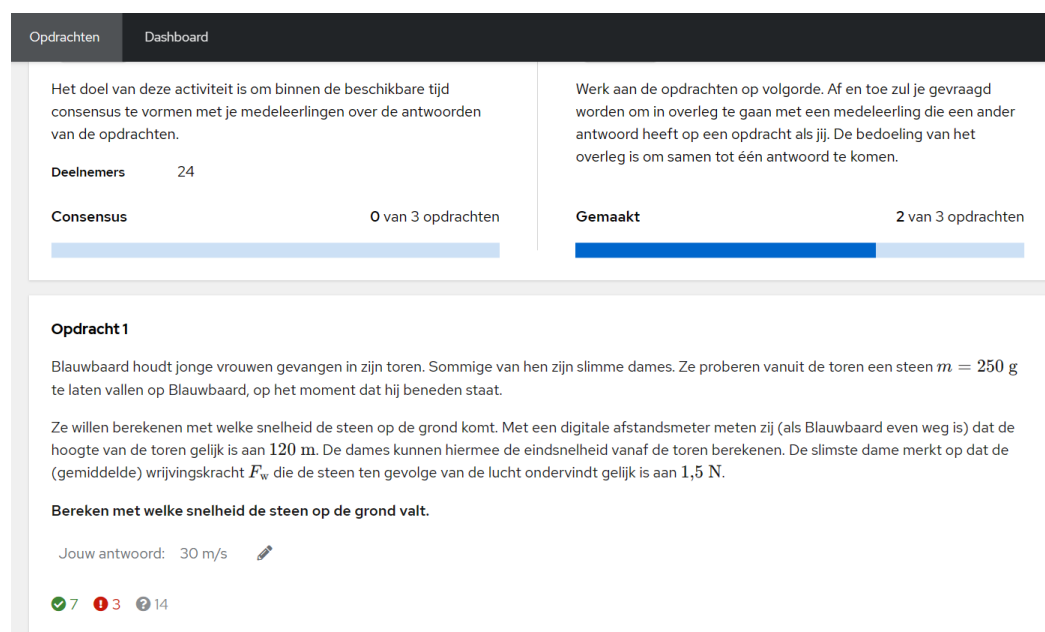 Opdrachten Dashboard
Het doel van deze activiteit is om binnen de beschikbare tijd
consensus te vormen met je medeleerlingen over de antwoorden
van de opdrachten.
Deelnemers 24
Consensus 0 van 3 opdrachten
Werk aan de opdrachten op volgorde. Af en toe zul je gevraagd
worden om in overleg te gaan met een medeleerling die een ander
antwoord heeft op een opdracht als jij. De bedoeling van het
overleg is om samen tot één antwoord te komen.
Gemaakt 2 van 3 opdrachten
Opdracht 1
Blauwbaard houdt jonge vrouwen gevangen in zijn toren. Sommige van hen zijn slimme dames. Ze proberen vanuit de toren een steen m = 250 g
te laten vallen op Blauwbaard, op het moment dat hij beneden staat.
Ze willen berekenen met welke snelheid de steen op de grond komt. Met een digitale afstandsmeter meten zij (als Blauwbaard even weg is) dat de
hoogte van de toren gelijk is aan 120 m. De dames kunnen hiermee de eindsnelheid vanaf de toren berekenen. De slimste dame merkt op dat de
(gemiddelde) wrijvingskracht F_w die de steen ten gevolge van de lucht ondervindt gelijk is aan 1,5 N.
Bereken met welke snelheid de steen op de grond valt.
Jouw antwoord: 30 m/s
7 3 14